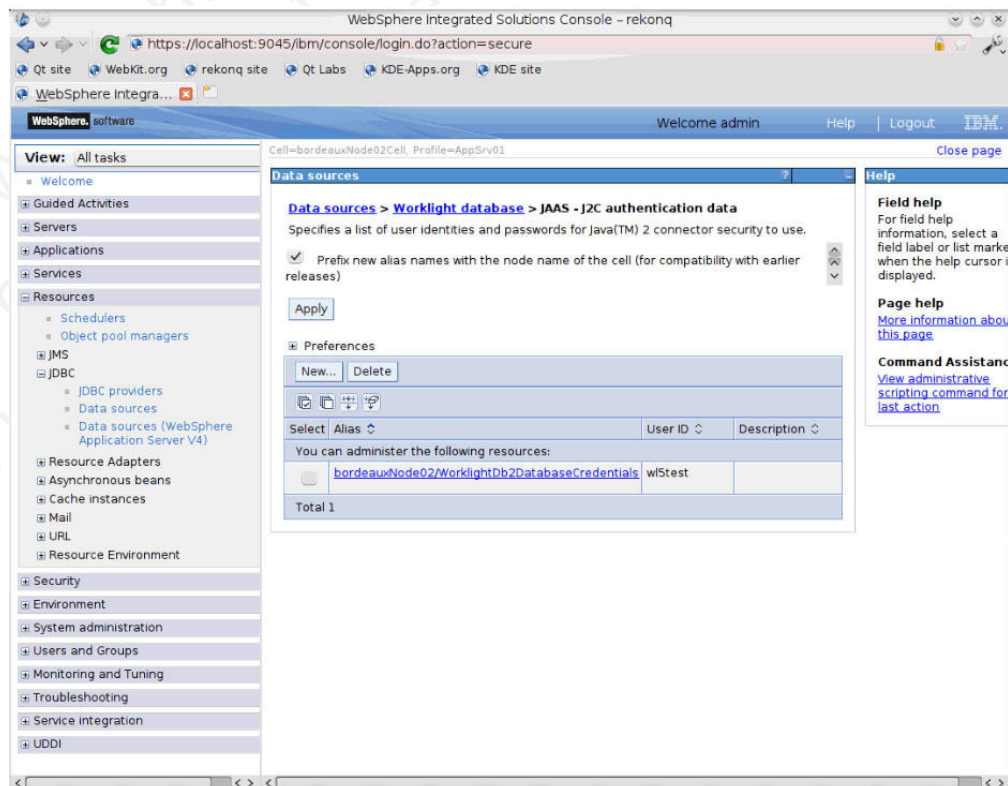 WebSphere Integrated Solutions Console – rekonq
https://localhost:9045/ibm/console/login.do?action=secure
Qt site WebKit.org rekonq site Qt Labs KDE-Apps.org KDE site
WebSphere Integra...
WebSphere. software Welcome admin Help | Logout IBM.
View: All tasks
Welcome
Guided Activities
Servers
Applications
Services
Resources
Schedulers
Object pool managers
JMS
JDBC
JDBC providers
Data sources
Data sources (WebSphere
Application Server V4)
Resource Adapters
Asynchronous beans
Cache instances
Mail
URL
Resource Environment
Security
Environment
System administration
Users and Groups
Monitoring and Tuning
Troubleshooting
Service integration
UDDI
Cell=bordeauxNode02Cell, Profile=AppSrv01
Close page
Data sources ? –
Data sources > Worklight database > JAAS - J2C authentication data
Specifies a list of user identities and passwords for Java(TM) 2 connector security to use.
Prefix new alias names with the node name of the cell (for compatibility with earlier
releases)
Apply
Preferences
New... Delete
Select Alias User ID Description
You can administer the following resources:
bordeauxNode02/WorklightDb2DatabaseCredentials wl5test
Total 1
Help
Field help
For field help
information, select a
field label or list marke
when the help cursor i
displayed.
Page help
More information abou
this page
Command Assistanc
View administrative
scripting command for
last action